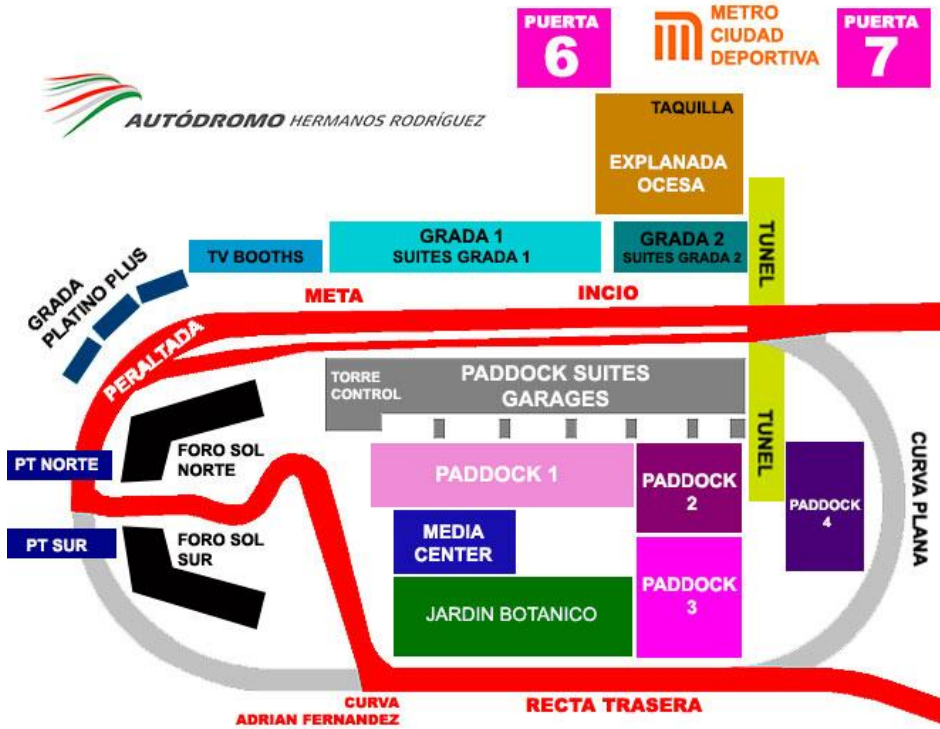 PUERTA
6
METRO
CIUDAD
DEPORTIVA
PUERTA
7
AUTÓDROMO HERMANOS RODRÍGUEZ
TAQUILLA
EXPLANADA
OCESA
TUNEL
GRADA 1
SUITES GRADA 1
GRADA 2
SUITES GRADA 2
TV BOOTHS
GRADA
PLATINO PLUS
META
INCIO
PERALTADA
TORRE
CONTROL
PADDOCK SUITES
GARAGES
TUNEL
CURVA PLANA
FORO SOL
NORTE
PT NORTE
PADDOCK 1
PADDOCK
2
PADDOCK
4
PT SUR
FORO SOL
SUR
MEDIA
CENTER
PADDOCK
3
JARDIN BOTANICO
CURVA
ADRIAN FERNANDEZ
RECTA TRASERA